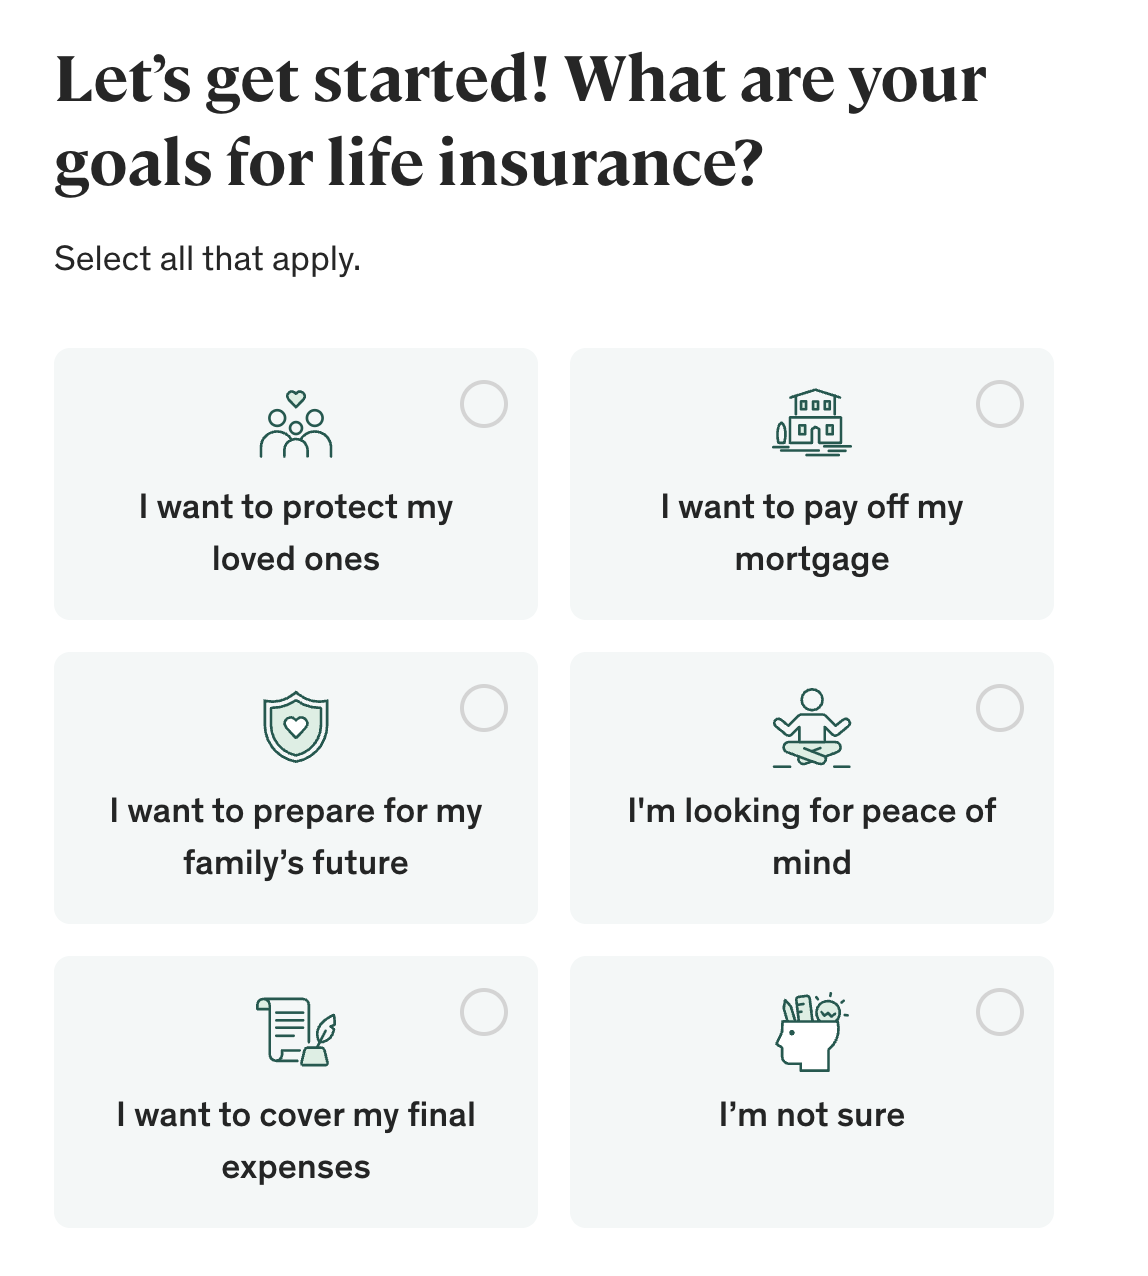 Let’s get started! What are your
goals for life insurance?
Select all that apply.
I want to protect my
loved ones
I want to pay off my
mortgage
I want to prepare for my
family’s future
I'm looking for peace of
mind
I want to cover my final
expenses
I’m not sure